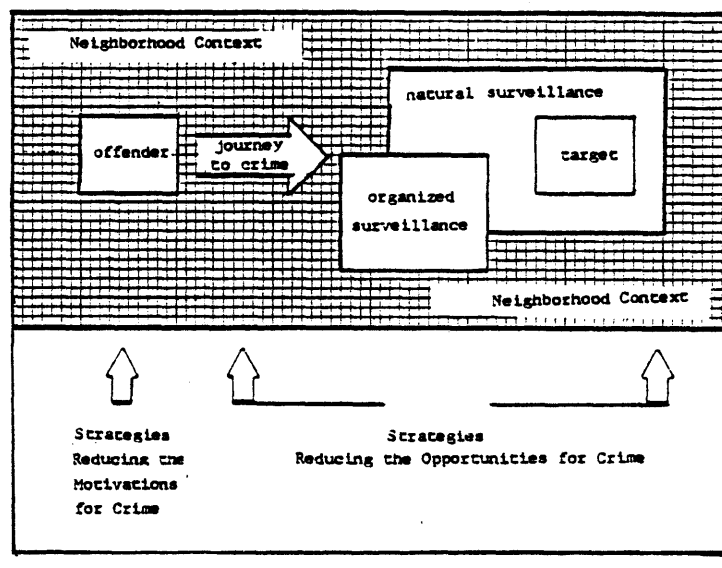 Neighborhood Context
natural surveillance
offender
journey
to crime
target
organized
surveillance
Neighborhood Context
Strategies
Reducing the
Motivations
for Crime
Strategies
Reducing the Opportunities for Crime